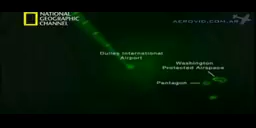 NATIONAL
GEOGRAPHIC
CHANNEL
AEROVID.COM.AR
Dulles International
Airport
Washington
Protected Airspace
Pentagon